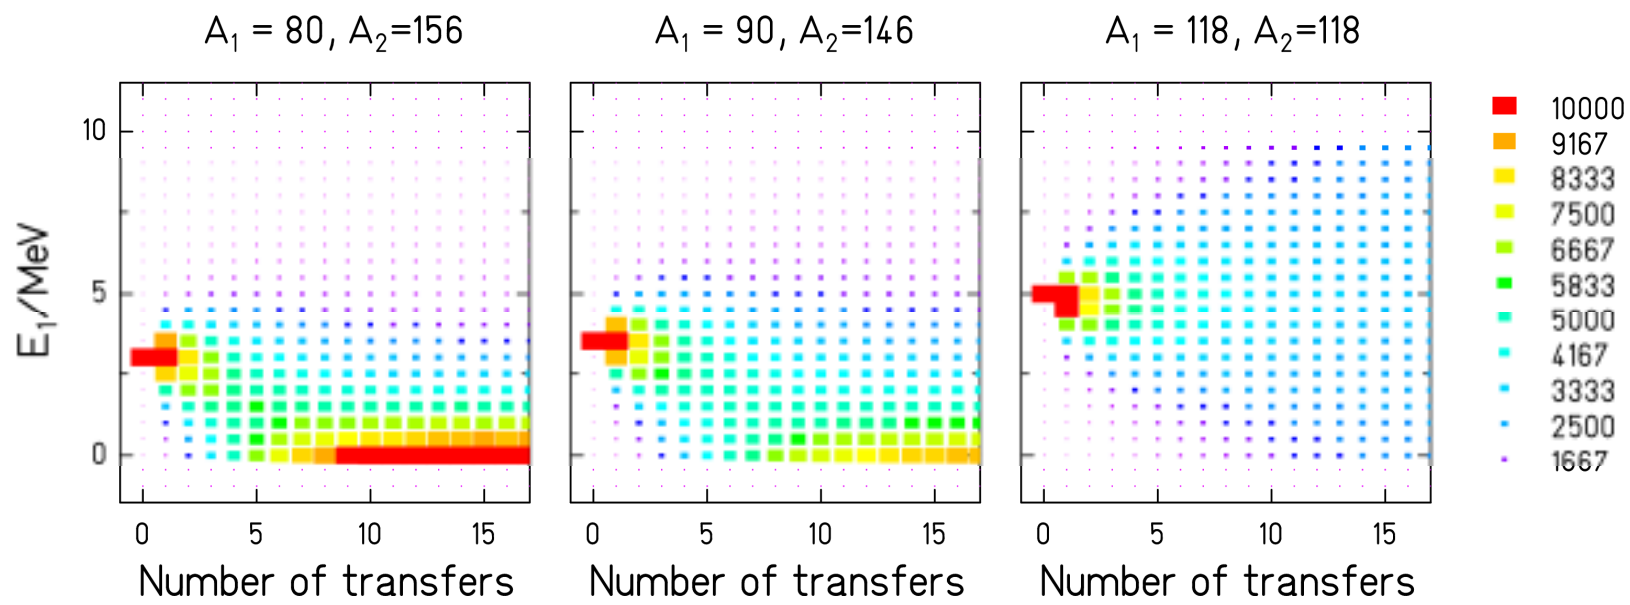 A₁ = 80, A₂=156
A₁ = 90, A₂=146
A₁ = 118, A₂=118
E₁/MeV
10
5
0
0 5 10 15
0 5 10 15
0 5 10 15
Number of transfers
Number of transfers
Number of transfers
10000
9167
8333
7500
6667
5833
5000
4167
3333
2500
1667